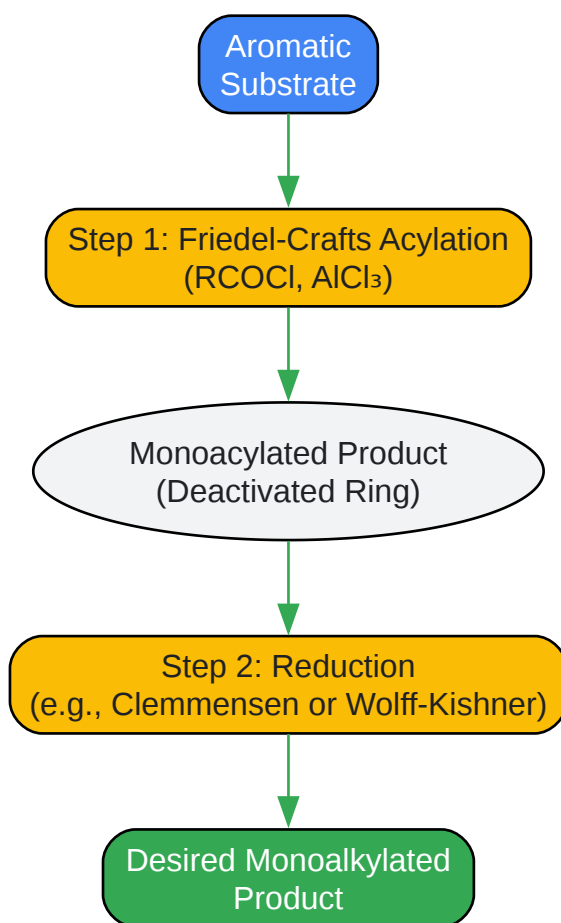 Aromatic
Substrate
Step 1: Friedel-Crafts Acylation
(RCOCl, AlCl₃)
Monoacylated Product
(Deactivated Ring)
Step 2: Reduction
(e.g., Clemmensen or Wolff-Kishner)
Desired Monoalkylated
Product